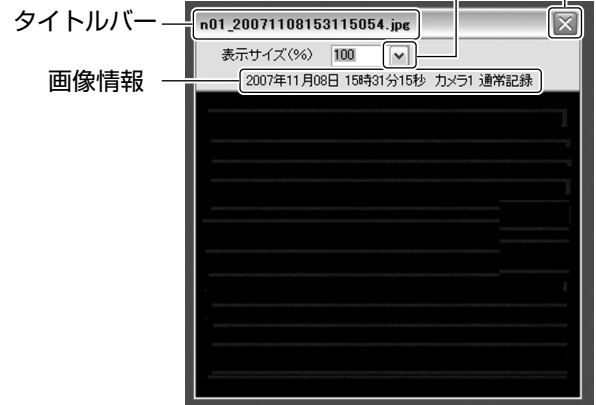 タイトルバー
n01_20071108153115054.jpg
表示サイズ(%) 100
画像情報
2007年11月08日 15時31分15秒 カメラ1 通常記録